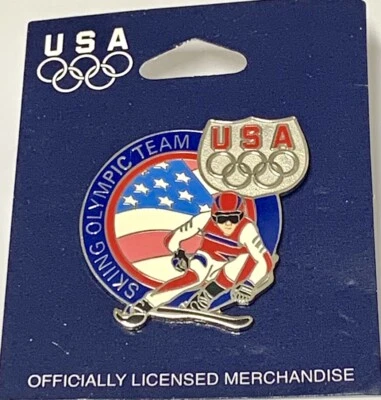 USA
USA
SKIING OLYMPIC TEAM
OFFICIALLY LICENSED MERCHANDISE